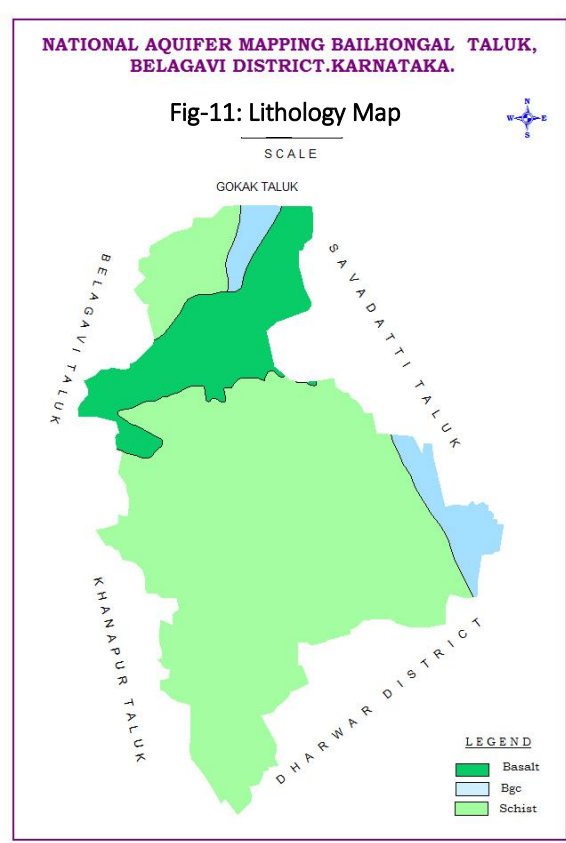 NATIONAL AQUIFER MAPPING BAILHONGAL TALUK,
BELAGAVI DISTRICT.KARNATAKA.
Fig-11: Lithology Map
N
W E
S
SCALE
GOKAK TALUK
BELAGAVI TALUK
SAVADATTI TALUK
KHANAPUR TALUK
DHARWAR DISTRICT
LEGEND
Basalt
Bgc
Schist